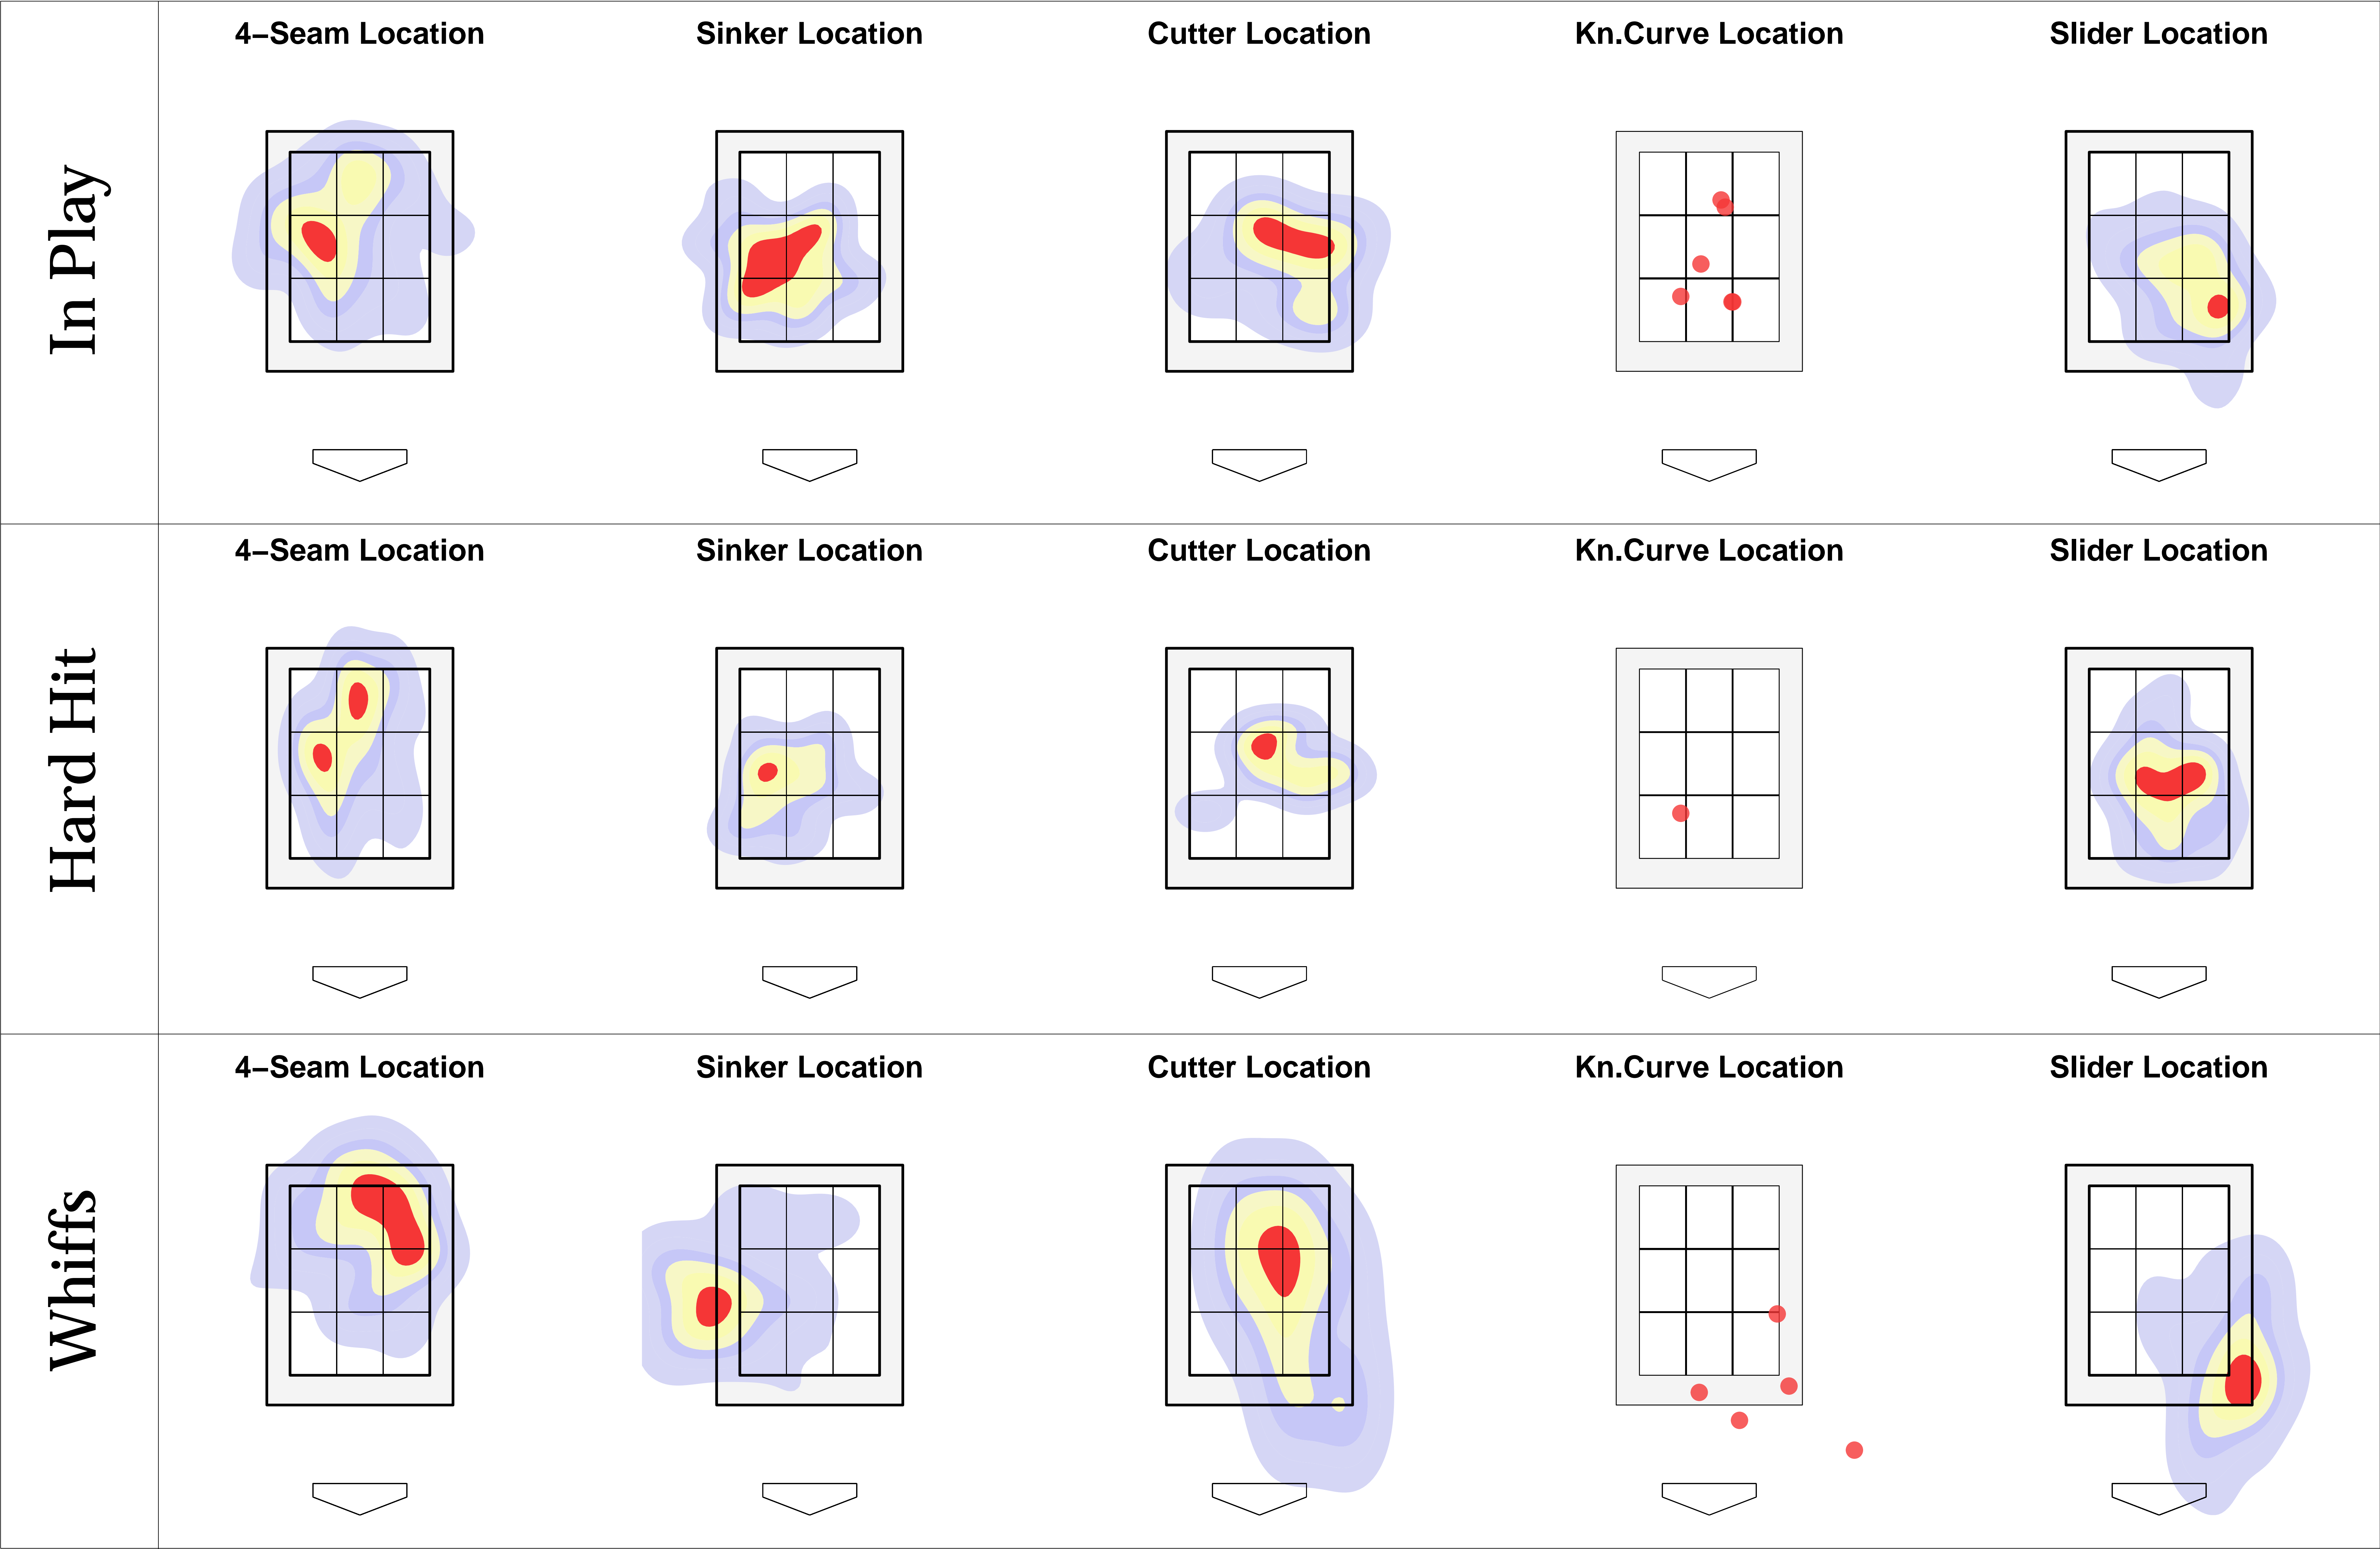 In Play
4–Seam Location
Sinker Location
Cutter Location
Kn.Curve Location
Slider Location
Hard Hit
4–Seam Location
Sinker Location
Cutter Location
Kn.Curve Location
Slider Location
Whiffs
4–Seam Location
Sinker Location
Cutter Location
Kn.Curve Location
Slider Location